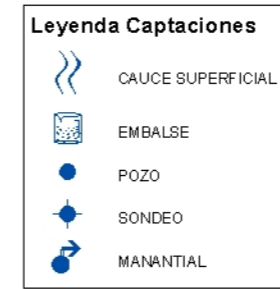 Leyenda Captaciones
CAUCE SUPERFICIAL
EMBALSE
POZO
SONDEO
MANANTIAL